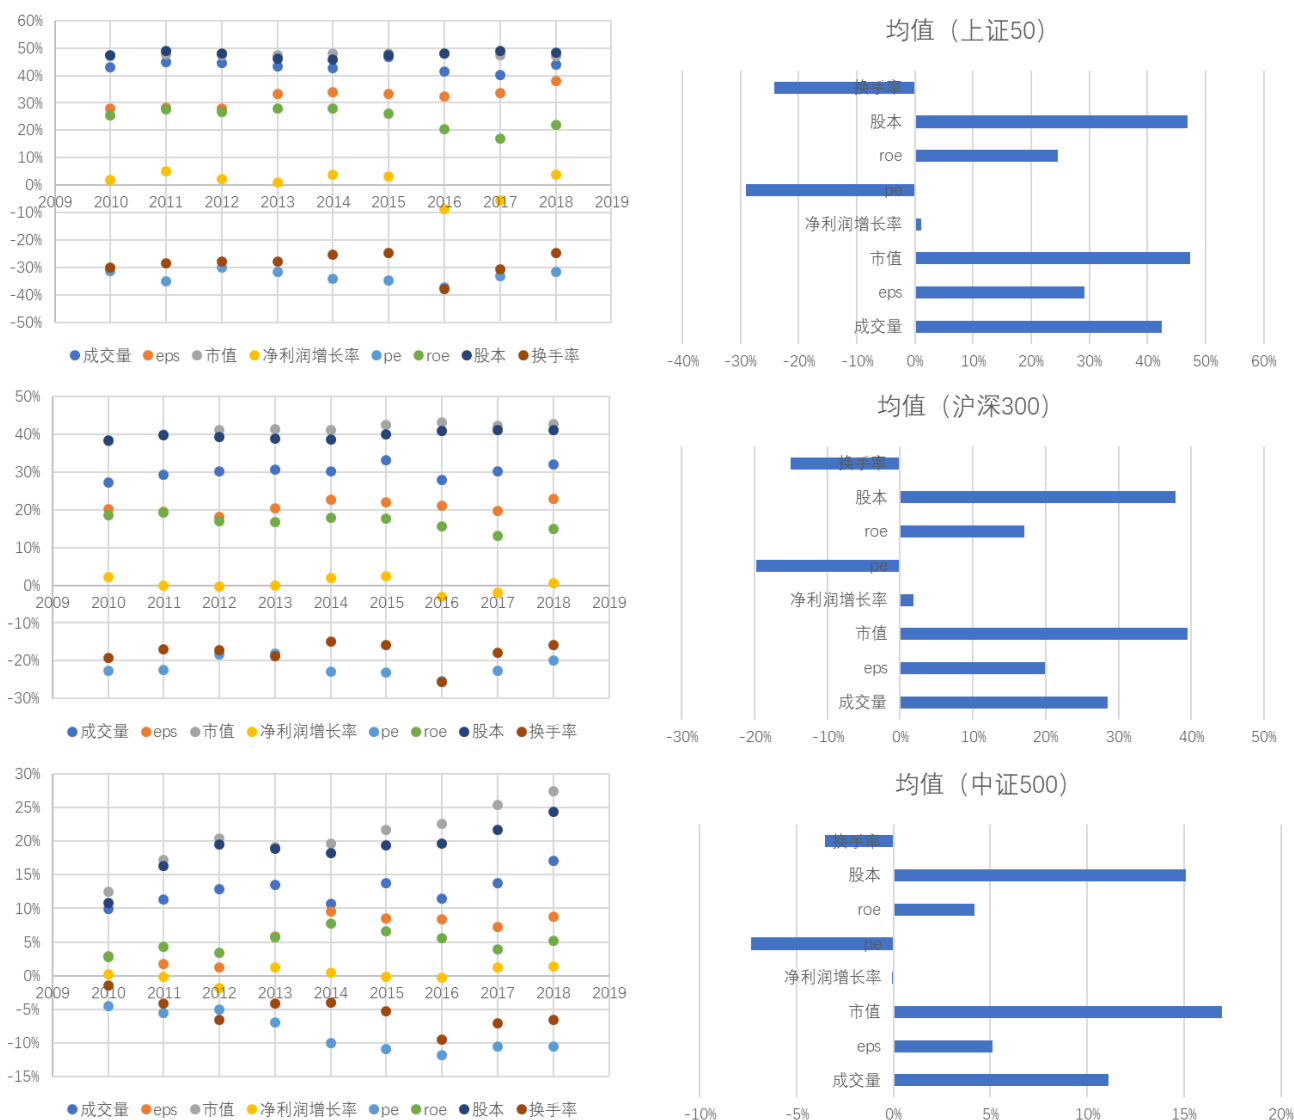 60%
50%
40%
30%
20%
10%
0%
2009 2010 2011 2012 2013 2014 2015 2016 2017 2018 2019
-10%
-20%
-30%
-40%
-50%
成交量 eps 市值 净利润增长率 pe roe 股本 换手率
均值（上证50）
换手率
股本
roe
pe
净利润增长率
市值
eps
成交量
-40% -30% -20% -10% 0% 10% 20% 30% 40% 50% 60%
50%
40%
30%
20%
10%
0%
2009 2010 2011 2012 2013 2014 2015 2016 2017 2018 2019
-10%
-20%
-30%
成交量 eps 市值 净利润增长率 pe roe 股本 换手率
均值（沪深300）
换手率
股本
roe
pe
净利润增长率
市值
eps
成交量
-30% -20% -10% 0% 10% 20% 30% 40% 50%
30%
25%
20%
15%
10%
5%
0%
2009 2010 2011 2012 2013 2014 2015 2016 2017 2018 2019
-5%
-10%
-15%
成交量 eps 市值 净利润增长率 pe roe 股本 换手率
均值（中证500）
换手率
股本
roe
pe
净利润增长率
市值
eps
成交量
-10% -5% 0% 5% 10% 15% 20%